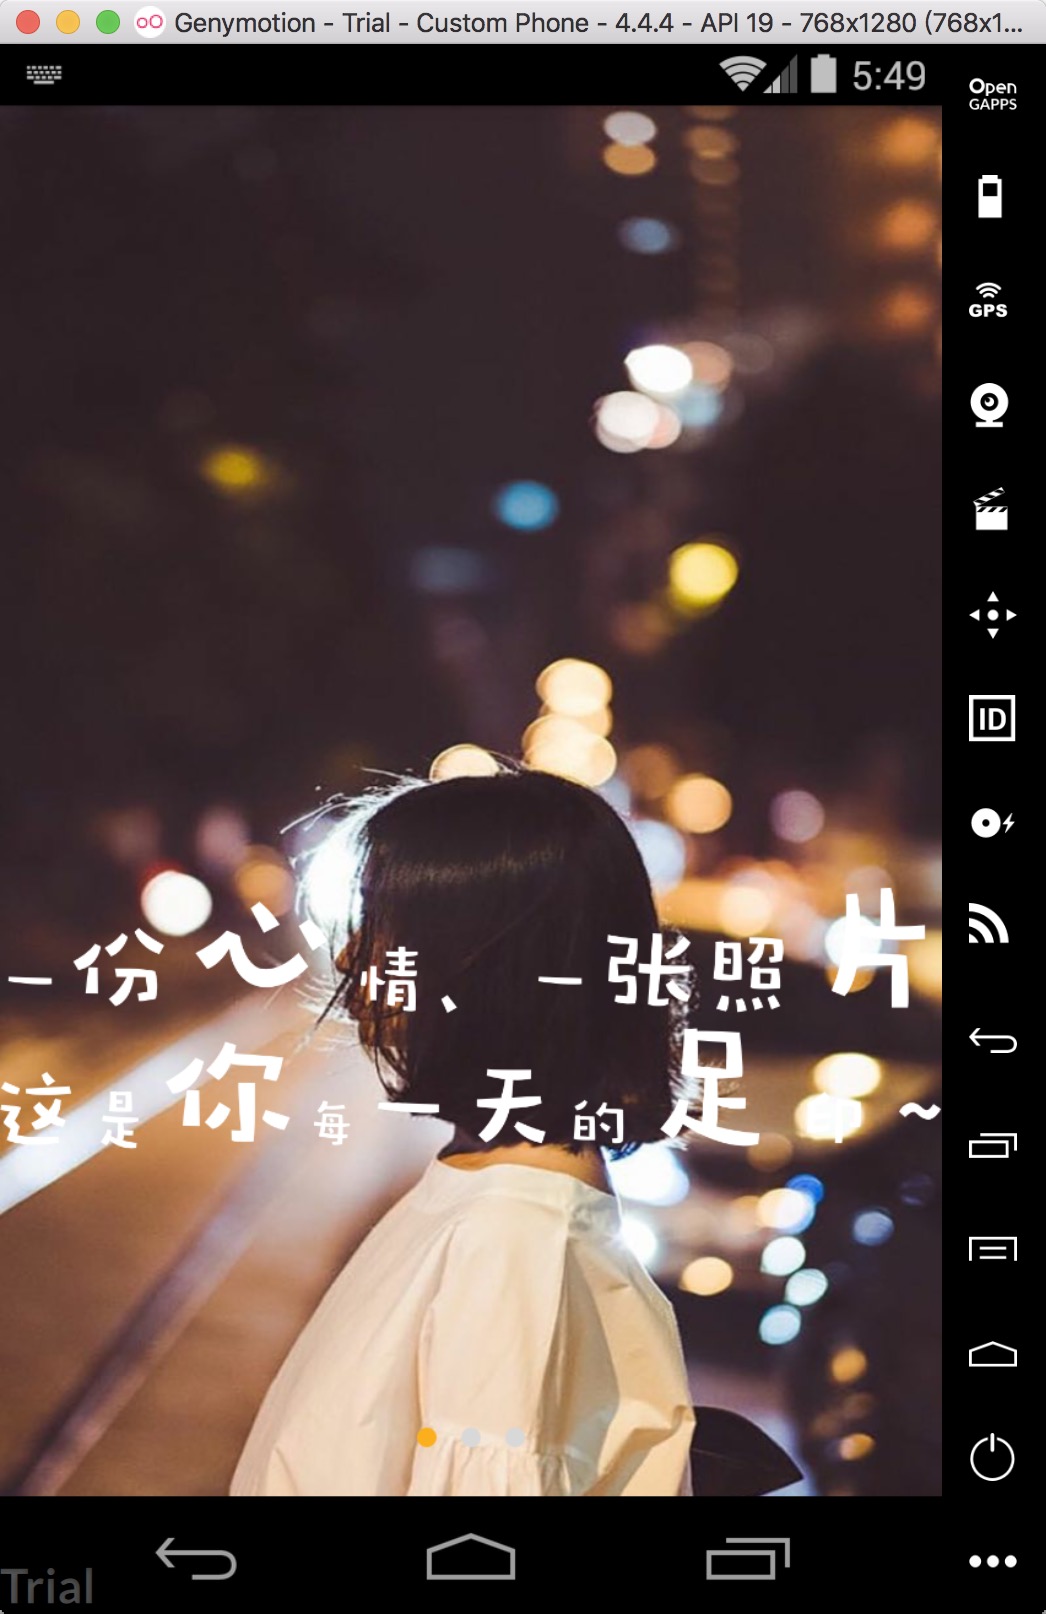 Genymotion - Trial - Custom Phone - 4.4.4 - API 19 - 768x1280 (768x1...
5:49
Open
GAPPS
GPS
ID
一份心情、一张照片
这是你每一天的足印~
Trial